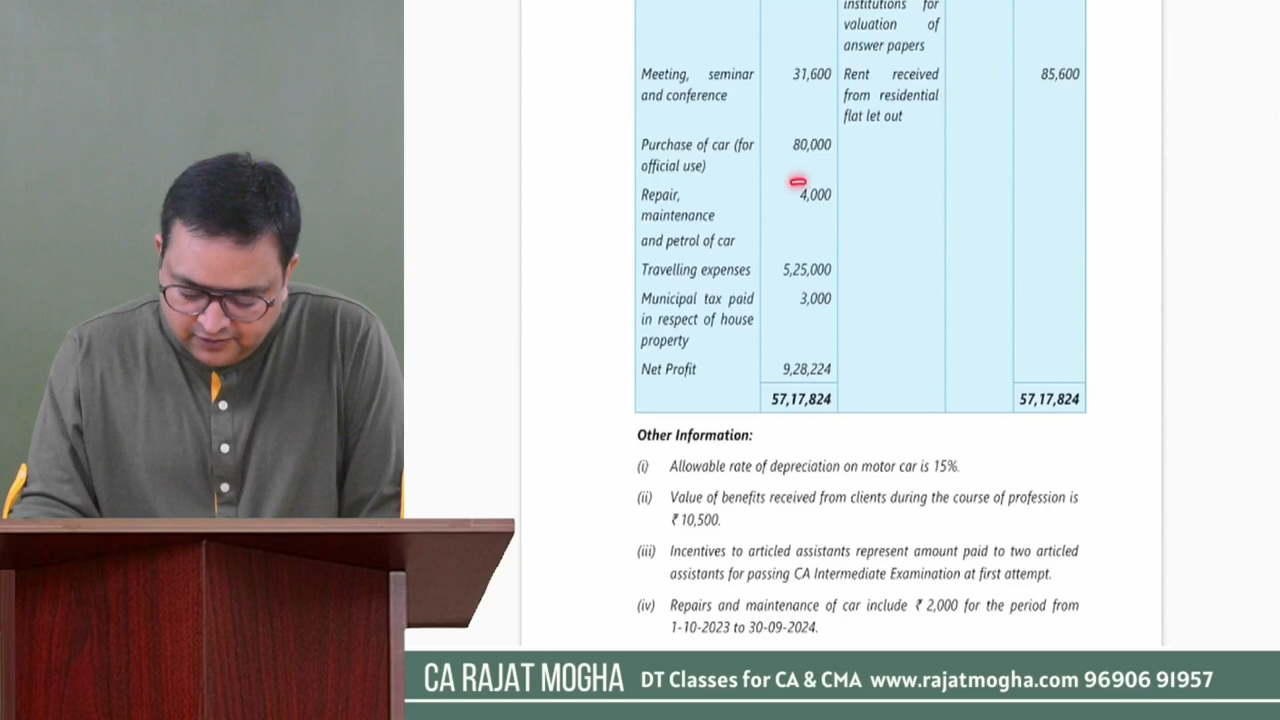 institutions for
valuation of
answer papers
Meeting, seminar 31,600 Rent received 85,600
and conference from residential
flat let out
Purchase of car (for 80,000
official use)
Repair, 4,000
maintenance
and petrol of car
Travelling expenses 5,25,000
Municipal tax paid 3,000
in respect of house
property
Net Profit 9,28,224
57,17,824 57,17,824
Other Information:
(i) Allowable rate of depreciation on motor car is 15%.
(ii) Value of benefits received from clients during the course of profession is
₹ 10,500.
(iii) Incentives to articled assistants represent amount paid to two articled
assistants for passing CA Intermediate Examination at first attempt.
(iv) Repairs and maintenance of car include ₹ 2,000 for the period from
1-10-2023 to 30-09-2024.
CA RAJAT MOGHA DT Classes for CA & CMA www.rajatmogha.com 96906 91957